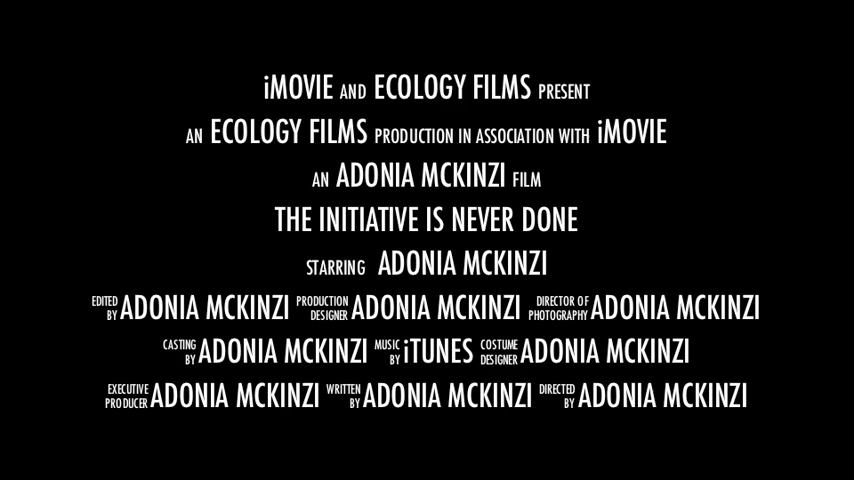 iMOVIE AND ECOLOGY FILMS PRESENT
AN ECOLOGY FILMS PRODUCTION IN ASSOCIATION WITH iMOVIE
AN ADONIA MCKINZI FILM
THE INITIATIVE IS NEVER DONE
STARRING ADONIA MCKINZI
EDITED BY ADONIA MCKINZI PRODUCTION DESIGNER ADONIA MCKINZI DIRECTOR OF PHOTOGRAPHY ADONIA MCKINZI
CASTING BY ADONIA MCKINZI MUSIC BY iTUNES COSTUME DESIGNER ADONIA MCKINZI
EXECUTIVE PRODUCER ADONIA MCKINZI WRITTEN BY ADONIA MCKINZI DIRECTED BY ADONIA MCKINZI